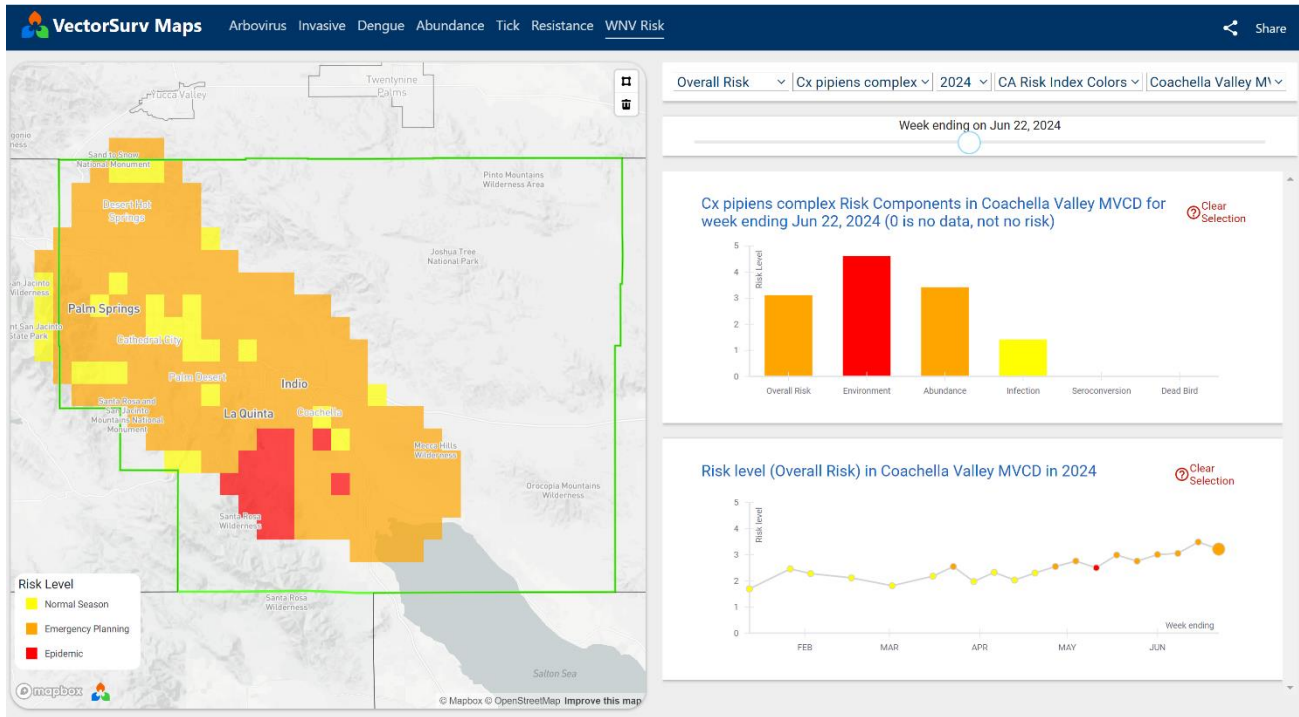 VectorSurv Maps
Arbovirus Invasive Dengue Abundance Tick Resistance WNV Risk
Share
Twentynine
Palms
Yucca Valley
Sand to Snow
National Monument
Pinto Mountains
Wilderness Area
Desert Hot
Springs
Joshua Tree
National Park
Palm Springs
Cathedral City
Palm Desert
Indio
La Quinta
Coachella
Santa Rosa and
San Jacinto
Mountains National
Monument
Mecca Hills
Wilderness
Orocopia Mountains
Wilderness
Santa Rosa
Wilderness
Santa Rosa
Wilderness
Salton Sea
Risk Level
Normal Season
Emergency Planning
Epidemic
mapbox
© Mapbox © OpenStreetMap Improve this map
Overall Risk
Cx pipiens complex
2024
CA Risk Index Colors
Coachella Valley
Week ending on Jun 22, 2024
Cx pipiens complex Risk Components in Coachella Valley MVCD for
week ending Jun 22, 2024 (0 is no data, not no risk)
Clear
Selection
5
4
3
2
1
0
Risk Level
Overall Risk
Environment
Abundance
Infection
Seroconversion
Dead Bird
Risk level (Overall Risk) in Coachella Valley MVCD in 2024
Clear
Selection
5
4
3
2
1
0
Risk level
Week ending
FEB
MAR
APR
MAY
JUN